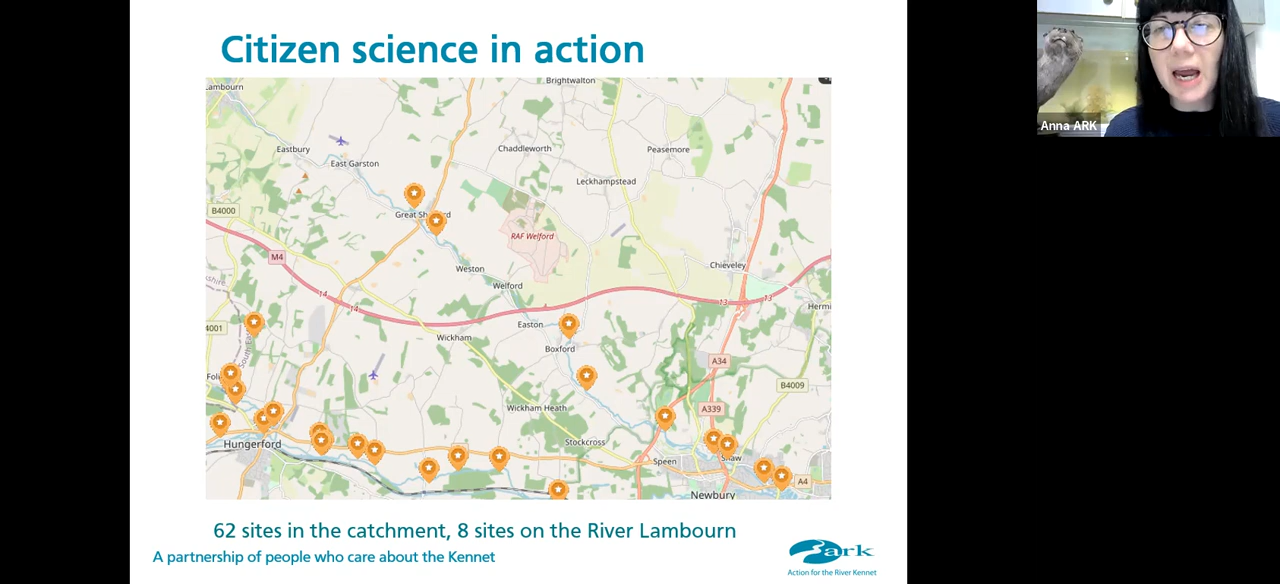 Citizen science in action
Lambourn
Brightwalton
Eastbury
East Garston
Chaddleworth
Peasemore
Leckhampstead
B4000
RAF Welford
M4
Weston
Chieveley
Welford
14
14
13
13
Easton
4001
Wickham
Boxford
A34
B4009
Wickham Heath
A339
Hungerford
Stockcross
Speen
Shaw
A4
Newbury
62 sites in the catchment, 8 sites on the River Lambourn
A partnership of people who care about the Kennet
ark
Action for the River Kennet
Anna ARK